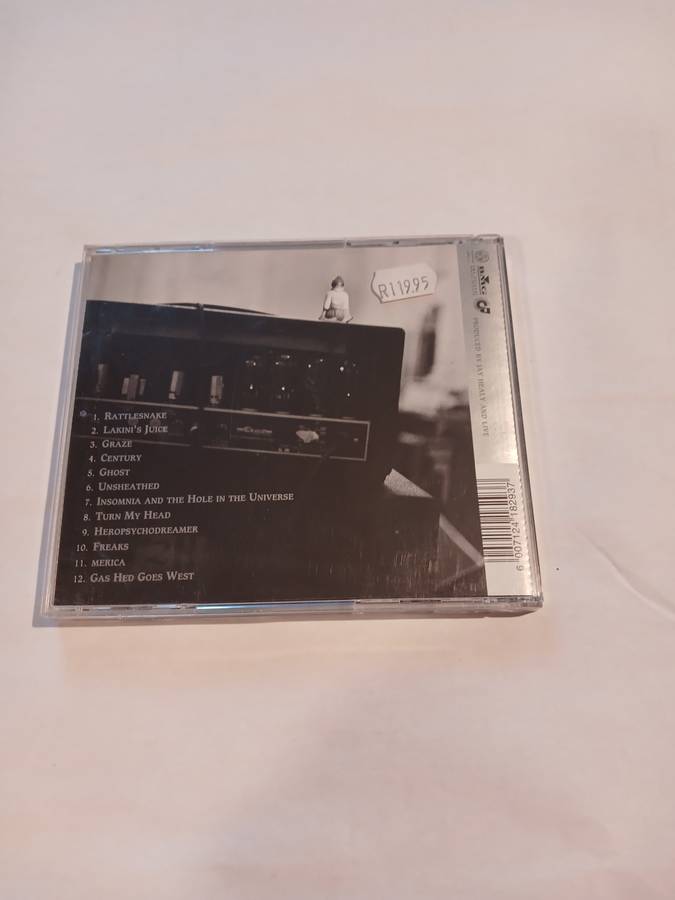 R119.95
1. RATTLESNAKE
2. LAKINI'S JUICE
3. GRAZE
4. CENTURY
5. GHOST
6. UNSHEATHED
7. INSOMNIA AND THE HOLE IN THE UNIVERSE
8. TURN MY HEAD
9. HEROPSYCHODREAMER
10. FREAKS
11. MERICA
12. GAS HED GOES WEST
BMG
PRODUCED BY JAY HEALY AND LIVE
6 007124 182937